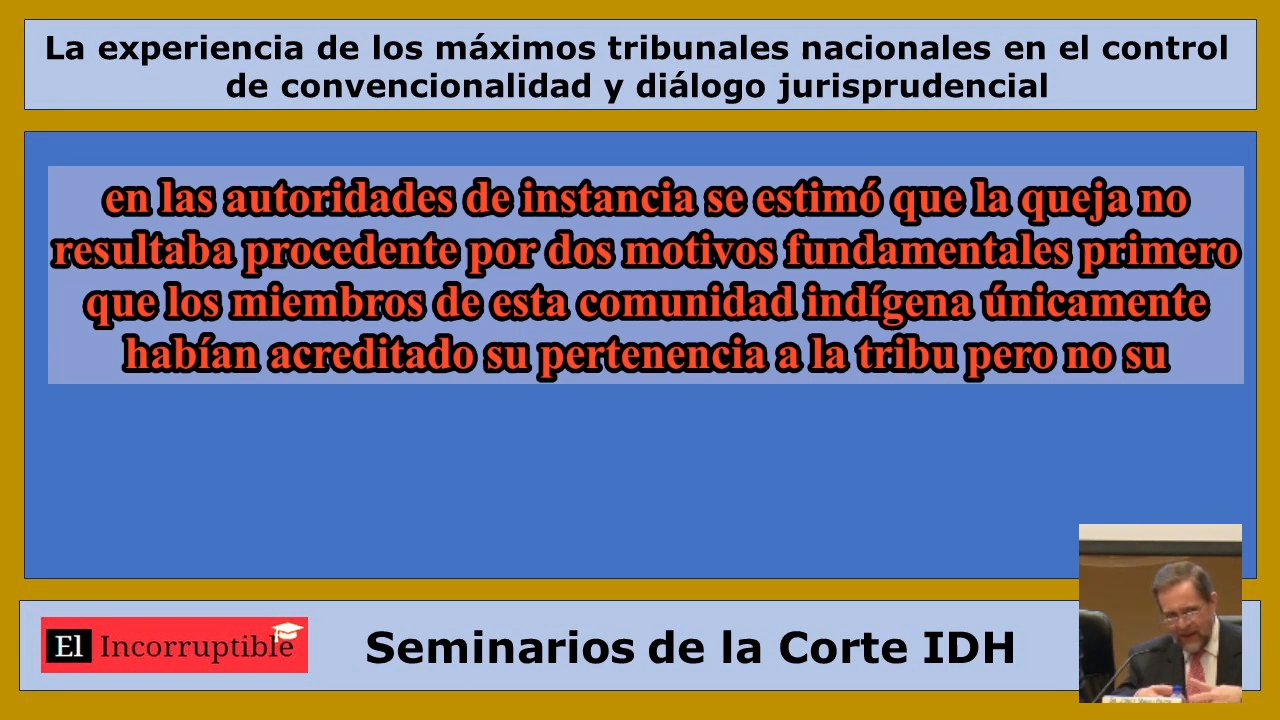 La experiencia de los máximos tribunales nacionales en el control
de convencionalidad y diálogo jurisprudencial
en las autoridades de instancia se estimó que la queja no
resultaba procedente por dos motivos fundamentales primero
que los miembros de esta comunidad indígena únicamente
habían acreditado su pertenencia a la tribu pero no su
El Incorruptible
Seminarios de la Corte IDH